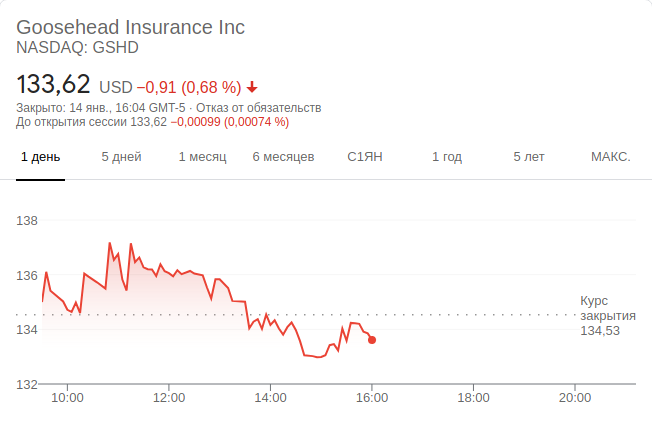 Goosehead Insurance Inc
NASDAQ: GSHD
133,62 USD −0,91 (0,68 %)
Закрыто: 14 янв., 16:04 GMT-5 · Отказ от обязательств
До открытия сессии 133,62 −0,00099 (0,00074 %)
1 день 5 дней 1 месяц 6 месяцев С1ЯН 1 год 5 лет МАКС.
138
136
Курс
закрытия
134,53
134
132
10:00 12:00 14:00 16:00 18:00 20:00